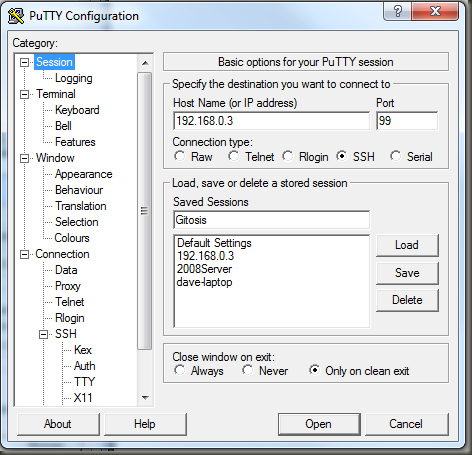 PuTTY Configuration
Category:
Session
Logging
Terminal
Keyboard
Bell
Features
Window
Appearance
Behaviour
Translation
Selection
Colours
Connection
Data
Proxy
Telnet
Rlogin
SSH
Kex
Auth
TTY
X11
Basic options for your PuTTY session
Specify the destination you want to connect to
Host Name (or IP address) Port
192.168.0.3 99
Connection type:
Raw Telnet Rlogin SSH Serial
Load, save or delete a stored session
Saved Sessions
Gitosis
Default Settings
192.168.0.3
2008Server
dave-laptop
Load
Save
Delete
Close window on exit:
Always Never Only on clean exit
About Help Open Cancel